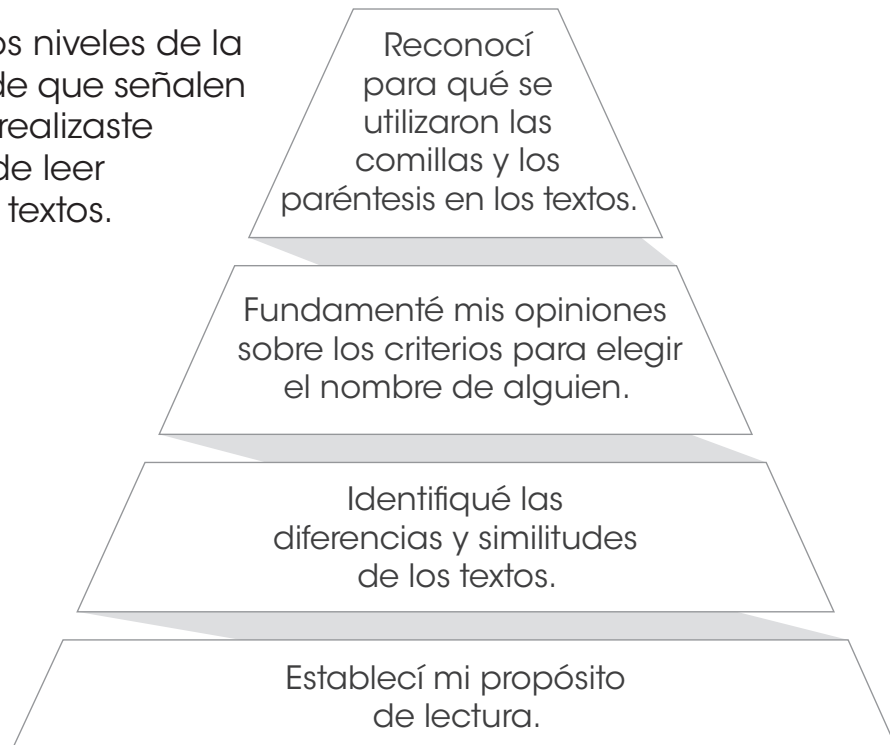 os niveles de la
de que señalen
realizaste
de leer
textos.
Reconocí
para qué se
utilizaron las
comillas y los
paréntesis en los textos.
Fundamenté mis opiniones
sobre los criterios para elegir
el nombre de alguien.
Identifiqué las
diferencias y similitudes
de los textos.
Establecí mi propósito
de lectura.